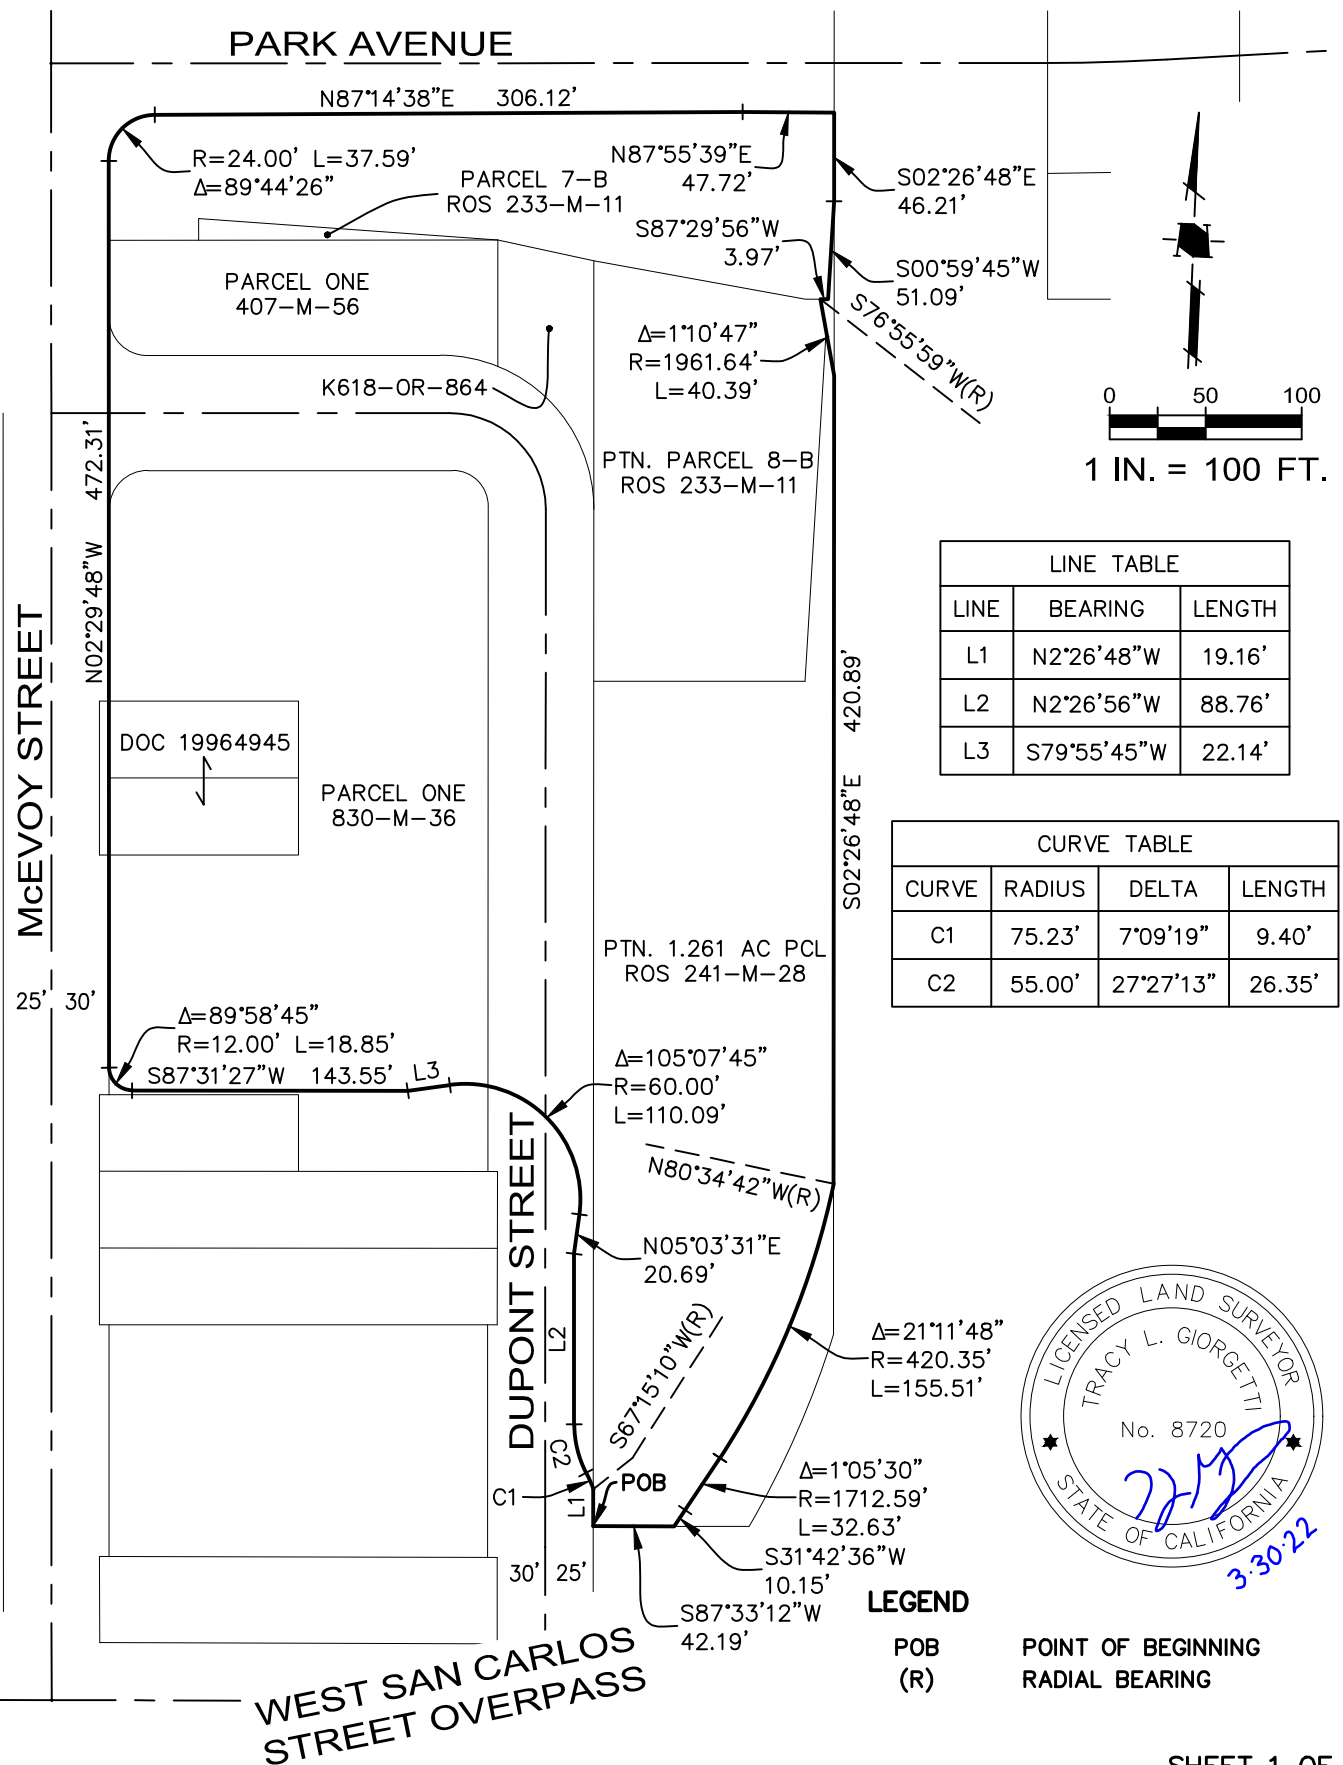 PARK AVENUE
N87°14'38"E 306.12'
R=24.00' L=37.59'
Δ=89°44'26"
PARCEL 7-B
ROS 233-M-11
N87°55'39"E
47.72'
S02°26'48"E
46.21'
S87°29'56"W
3.97'
S00°59'45"W
51.09'
PARCEL ONE
407-M-56
S76°55'59"W(R)
Δ=1°10'47"
R=1961.64'
L=40.39'
K618-OR-864
0 50 100
1 IN. = 100 FT.
PTN. PARCEL 8-B
ROS 233-M-11
N02°29'48"W 472.31'
LINE TABLE
LINE BEARING LENGTH
L1 N2°26'48"W 19.16'
L2 N2°26'56"W 88.76'
L3 S79°55'45"W 22.14'
McEVOY STREET
S02°26'48"E 420.89'
DOC 19964945
PARCEL ONE
830-M-36
CURVE TABLE
CURVE RADIUS DELTA LENGTH
C1 75.23' 7°09'19" 9.40'
C2 55.00' 27°27'13" 26.35'
PTN. 1.261 AC PCL
ROS 241-M-28
25' 30'
Δ=89°58'45"
R=12.00' L=18.85'
S87°31'27"W 143.55'
L3
Δ=105°07'45"
R=60.00'
L=110.09'
N80°34'42"W(R)
DUPONT STREET
N05°03'31"E
20.69'
L2
S67°15'10"W(R)
Δ=21°11'48"
R=420.35'
L=155.51'
C2
C1
L1
POB
Δ=1°05'30"
R=1712.59'
L=32.63'
S31°42'36"W
10.15'
30' 25'
S87°33'12"W
42.19'
LICENSED LAND SURVEYOR
TRACY L. GIORGETTI
No. 8720
STATE OF CALIFORNIA
3.30.22
LEGEND
POB POINT OF BEGINNING
(R) RADIAL BEARING
WEST SAN CARLOS
STREET OVERPASS
SHEET 1 OF